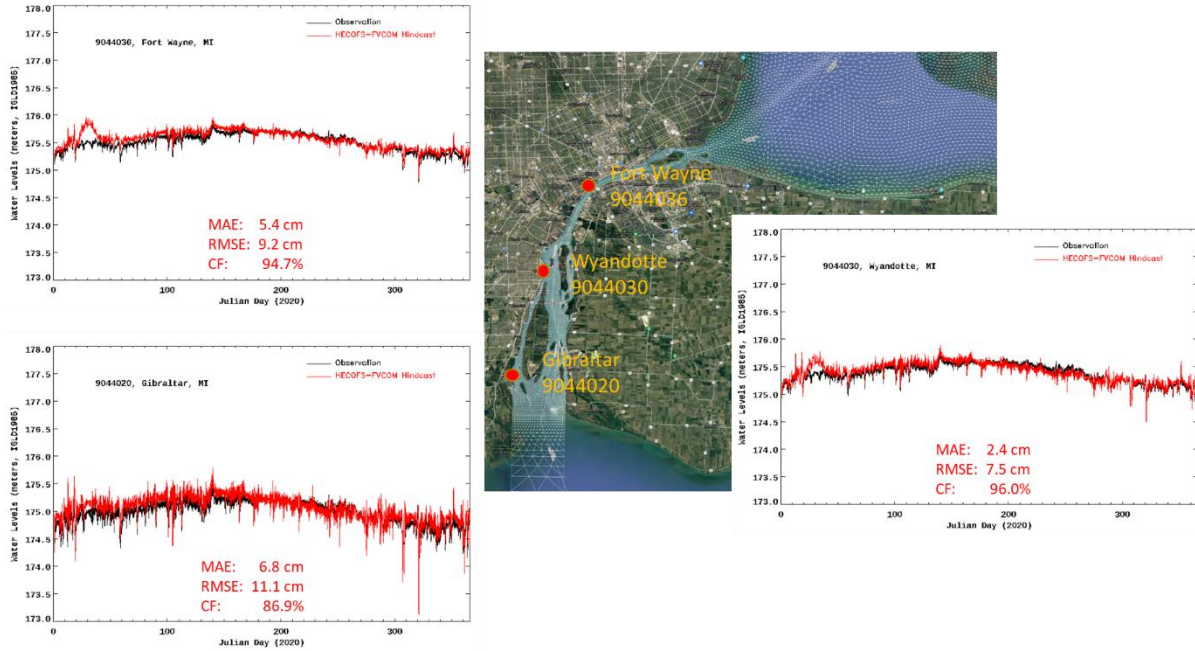 178.0
177.5
177.0
176.5
176.0
175.5
175.0
174.5
174.0
173.5
173.0
Water Levels (meters, IGLD1985)
9044036, Fort Wayne, MI
Observation
HECOFS-FVCOM Hindcast
MAE: 5.4 cm
RMSE: 9.2 cm
CF: 94.7%
0 100 200 300
Julian Day (2020)
178.0
177.5
177.0
176.5
176.0
175.5
175.0
174.5
174.0
173.5
173.0
Water Levels (meters, IGLD1985)
9044020, Gibraltar, MI
Observation
HECOFS-FVCOM Hindcast
MAE: 6.8 cm
RMSE: 11.1 cm
CF: 86.9%
0 100 200 300
Julian Day (2020)
Fort Wayne
9044036
Wyandotte
9044030
Gibraltar
9044020
178.0
177.5
177.0
176.5
176.0
175.5
175.0
174.5
174.0
173.5
173.0
Water Levels (meters, IGLD1985)
9044030, Wyandotte, MI
Observation
HECOFS-FVCOM Hindcast
MAE: 2.4 cm
RMSE: 7.5 cm
CF: 96.0%
0 100 200 300
Julian Day (2020)